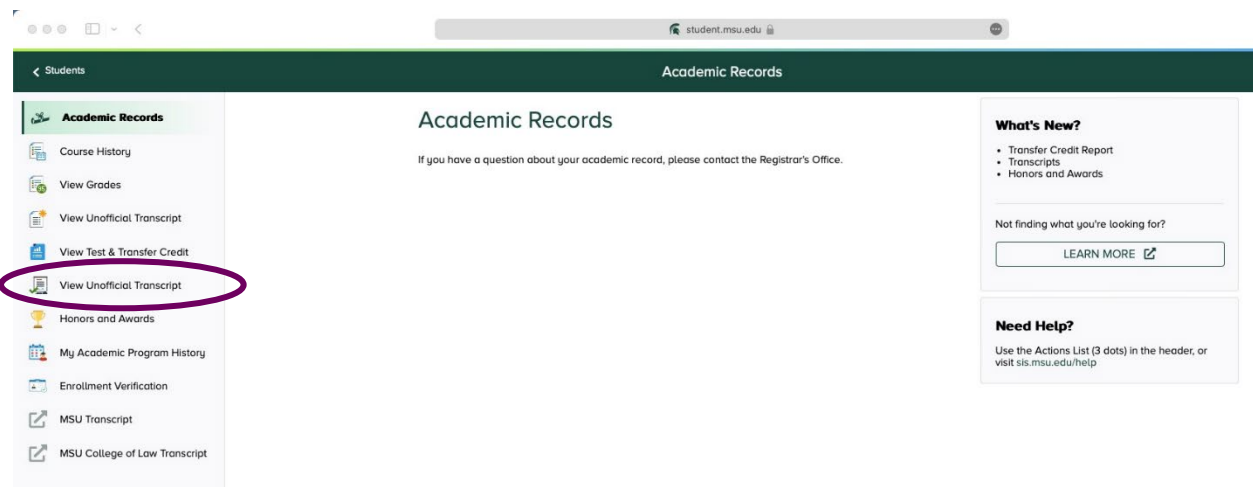 student.msu.edu
Students
Academic Records
Academic Records
Course History
View Grades
View Unofficial Transcript
View Test & Transfer Credit
View Unofficial Transcript
Honors and Awards
My Academic Program History
Enrollment Verification
MSU Transcript
MSU College of Law Transcript
Academic Records
If you have a question about your academic record, please contact the Registrar's Office.
What's New?
• Transfer Credit Report
• Transcripts
• Honors and Awards
Not finding what you're looking for?
LEARN MORE
Need Help?
Use the Actions List (3 dots) in the header, or
visit sis.msu.edu/help